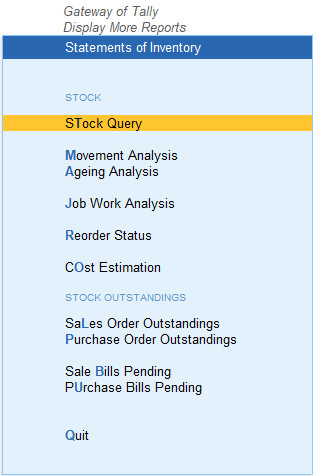 Gateway of Tally
Display More Reports
Statements of Inventory
STOCK
STock Query
Movement Analysis
Ageing Analysis
Job Work Analysis
Reorder Status
COst Estimation
STOCK OUTSTANDINGS
SaLes Order Outstandings
Purchase Order Outstandings
Sale Bills Pending
PUrchase Bills Pending
Quit